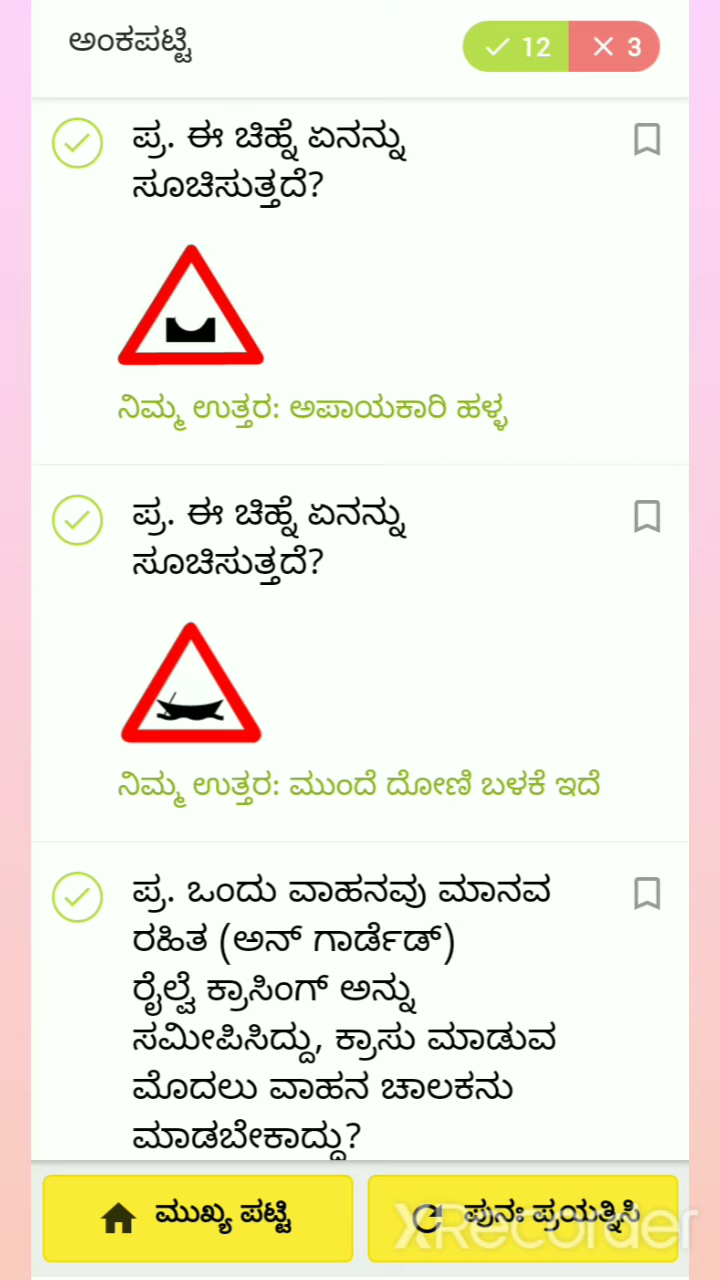 ಅಂಕಪಟ್ಟಿ
12 3
ಪ್ರ. ಈ ಚಿಹ್ನೆ ಏನನ್ನು
ಸೂಚಿಸುತ್ತದೆ?
ನಿಮ್ಮ ಉತ್ತರ: ಅಪಾಯಕಾರಿ ಹಳ್ಳ
ಪ್ರ. ಈ ಚಿಹ್ನೆ ಏನನ್ನು
ಸೂಚಿಸುತ್ತದೆ?
ನಿಮ್ಮ ಉತ್ತರ: ಮುಂದೆ ದೋಣಿ ಬಳಕೆ ಇದೆ
ಪ್ರ. ಒಂದು ವಾಹನವು ಮಾನವ
ರಹಿತ (ಅನ್ ಗಾರ್ಡೆಡ್)
ರೈಲ್ವೆ ಕ್ರಾಸಿಂಗ್ ಅನ್ನು
ಸಮೀಪಿಸಿದ್ದು, ಕ್ರಾಸು ಮಾಡುವ
ಮೊದಲು ವಾಹನ ಚಾಲಕನು
ಮಾಡಬೇಕಾದ್ದು?
ಮುಖ್ಯ ಪಟ್ಟಿ
ಪುನಃ ಪ್ರಯತ್ನಿಸಿ
XRecorder